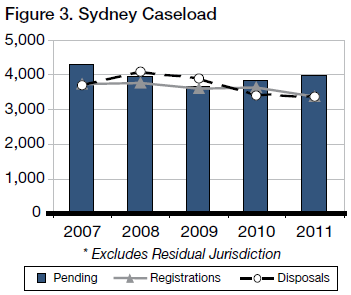 Figure 3. Sydney Caseload
5,000
4,000
3,000
2,000
1,000
0
2007 2008 2009 2010 2011
* Excludes Residual Jurisdiction
Pending Registrations Disposals